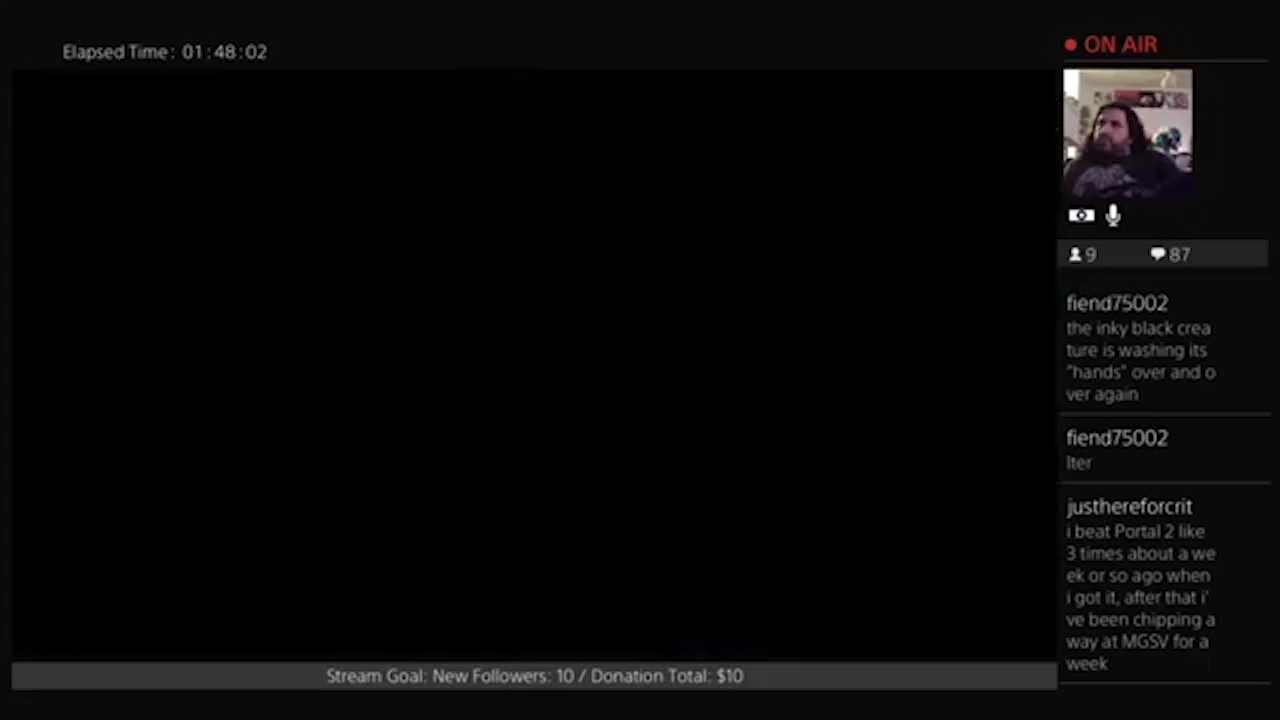 Elapsed Time: 01:48:02
ON AIR
9 87
fiend75002
the inky black crea
ture is washing its
"hands" over and o
ver again
fiend75002
lter
justhereforcrit
i beat Portal 2 like
3 times about a we
ek or so ago when
i got it, after that i'
ve been chipping a
way at MGSV for a
week
Stream Goal: New Followers: 10 / Donation Total: $10